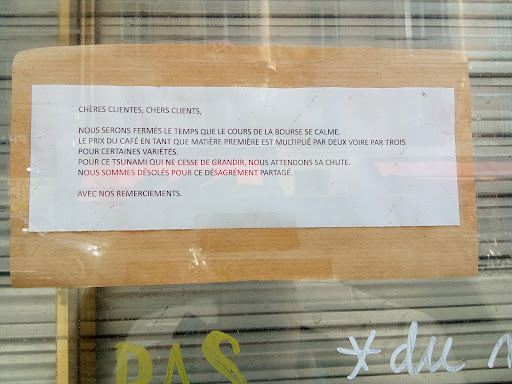 CHÈRES CLIENTES, CHERS CLIENTS,
NOUS SERONS FERMÉS LE TEMPS QUE LE COURS DE LA BOURSE SE CALME.
LE PRIX DU CAFÉ EN TANT QUE MATIÈRE PREMIÈRE EST MULTIPLIÉ PAR DEUX VOIRE PAR TROIS
POUR CERTAINES VARIÉTÉS.
POUR CE TSUNAMI QUI NE CESSE DE GRANDIR, NOUS ATTENDONS SA CHUTE.
NOUS SOMMES DÉSOLÉS POUR CE DÉSAGRÉMENT PARTAGÉ.
AVEC NOS REMERCIEMENTS.
PAS
*du